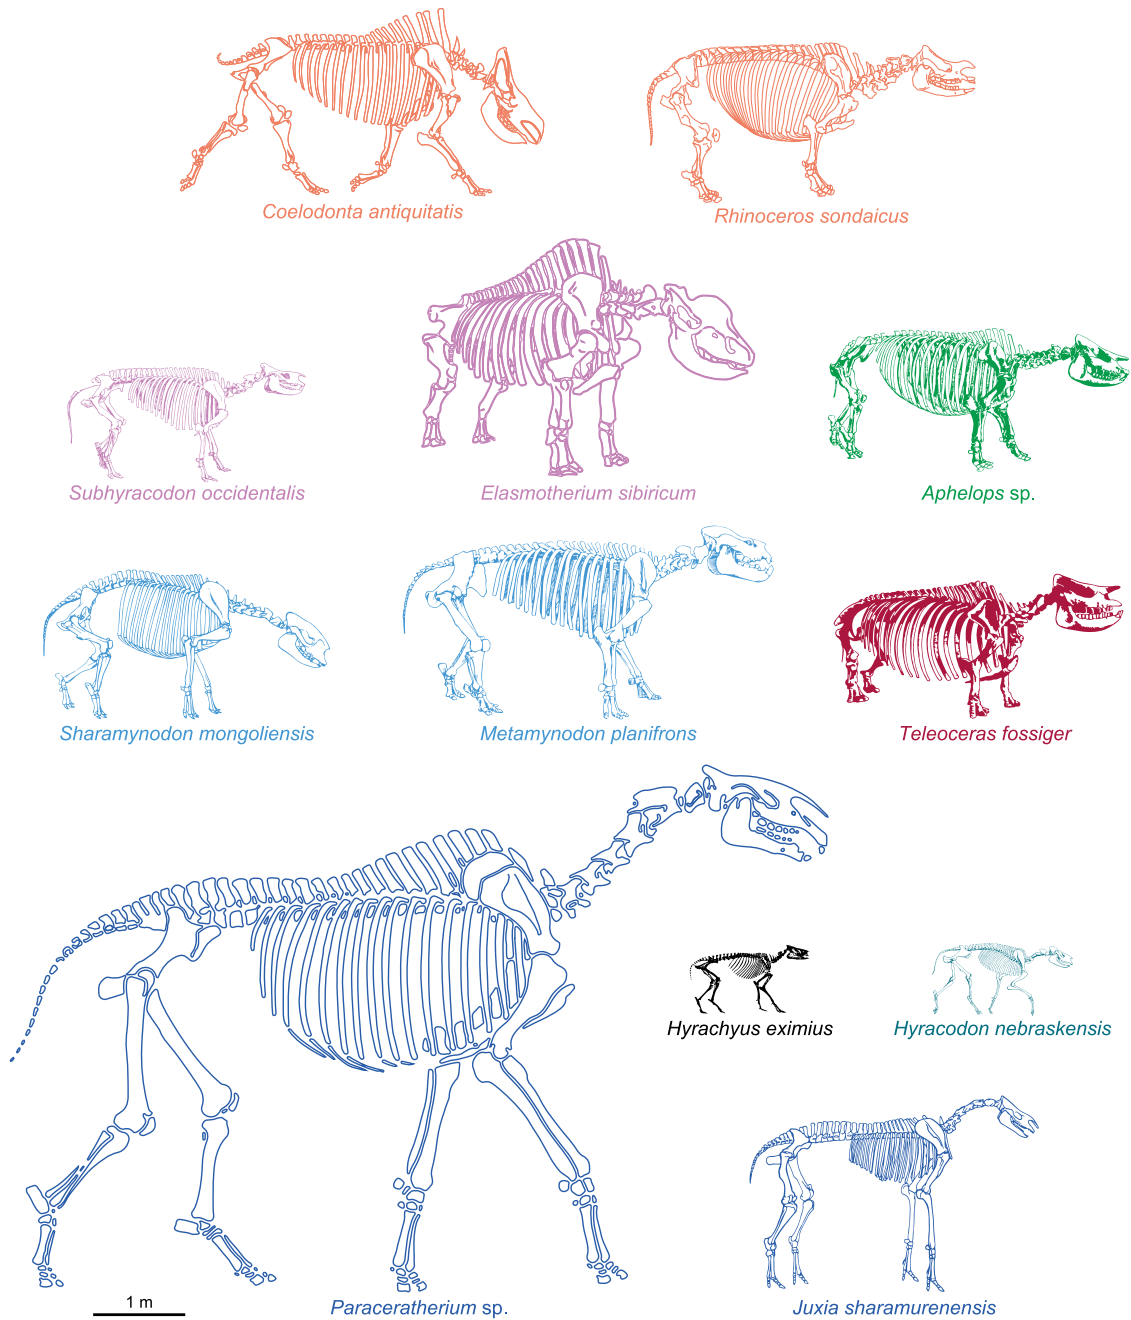 Coelodonta antiquitatis
Rhinoceros sondaicus
Subhyracodon occidentalis
Elasmotherium sibiricum
Aphelops sp.
Sharamynodon mongoliensis
Metamynodon planifrons
Teleoceras fossiger
Hyrachyus eximius
Hyracodon nebraskensis
1 m
Paraceratherium sp.
Juxia sharamurenensis